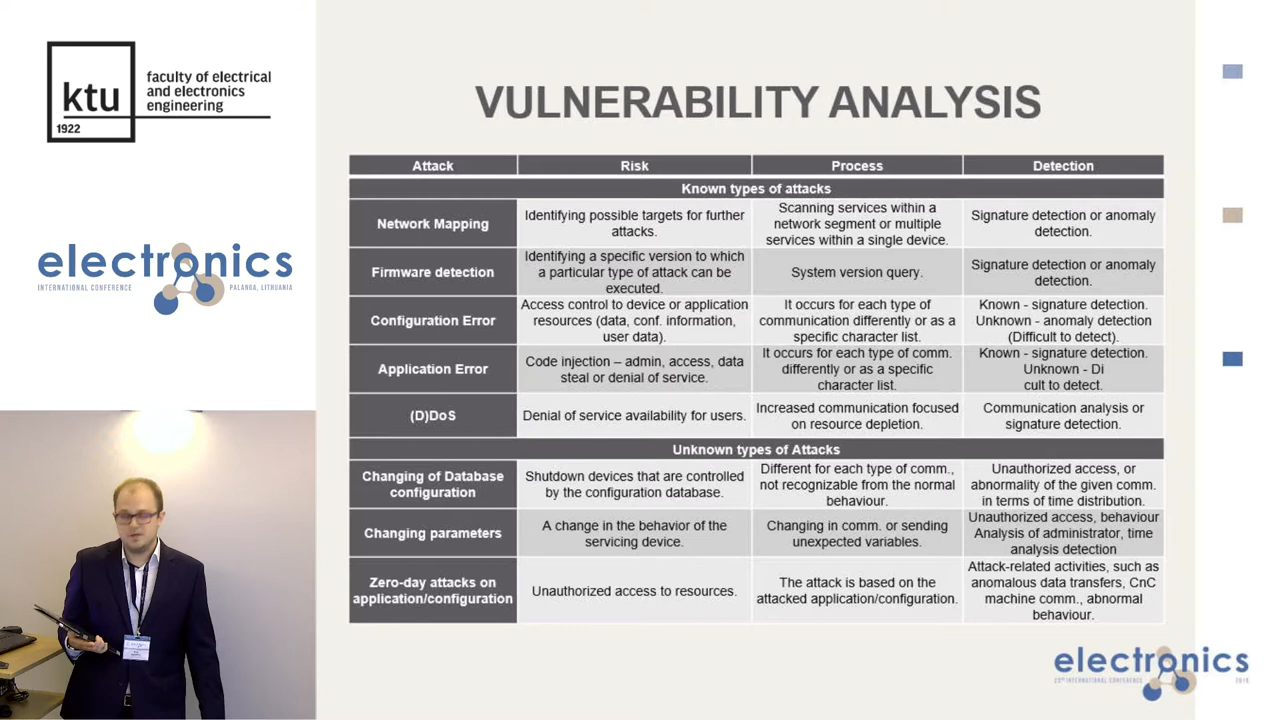 ktu
1922
faculty of electrical
and electronics
engineering
electronics
INTERNATIONAL CONFERENCE
PALANGA, LITHUANIA
VULNERABILITY ANALYSIS
Attack Risk Process Detection
Known types of attacks
Network Mapping
Identifying possible targets for further
attacks.
Scanning services within a
network segment or multiple
services within a single device.
Signature detection or anomaly
detection.
Firmware detection
Identifying a specific version to which
a particular type of attack can be
executed.
System version query.
Signature detection or anomaly
detection.
Configuration Error
Access control to device or application
resources (data, conf. information,
user data).
It occurs for each type of
communication differently or as a
specific character list.
Known - signature detection.
Unknown - anomaly detection
(Difficult to detect).
Application Error
Code injection – admin, access, data
steal or denial of service.
It occurs for each type of comm.
differently or as a specific
character list.
Known - signature detection.
Unknown - Di
cult to detect.
(D)DoS
Denial of service availability for users.
Increased communication focused
on resource depletion.
Communication analysis or
signature detection.
Unknown types of Attacks
Changing of Database
configuration
Shutdown devices that are controlled
by the configuration database.
Different for each type of comm.,
not recognizable from the normal
behaviour.
Unauthorized access, or
abnormality of the given comm.
in terms of time distribution.
Changing parameters
A change in the behavior of the
servicing device.
Changing in comm. or sending
unexpected variables.
Unauthorized access, behaviour
Analysis of administrator, time
analysis detection
Zero-day attacks on
application/configuration
Unauthorized access to resources.
The attack is based on the
attacked application/configuration.
Attack-related activities, such as
anomalous data transfers, CnC
machine comm., abnormal
behaviour.
electronics
INTERNATIONAL CONFERENCE